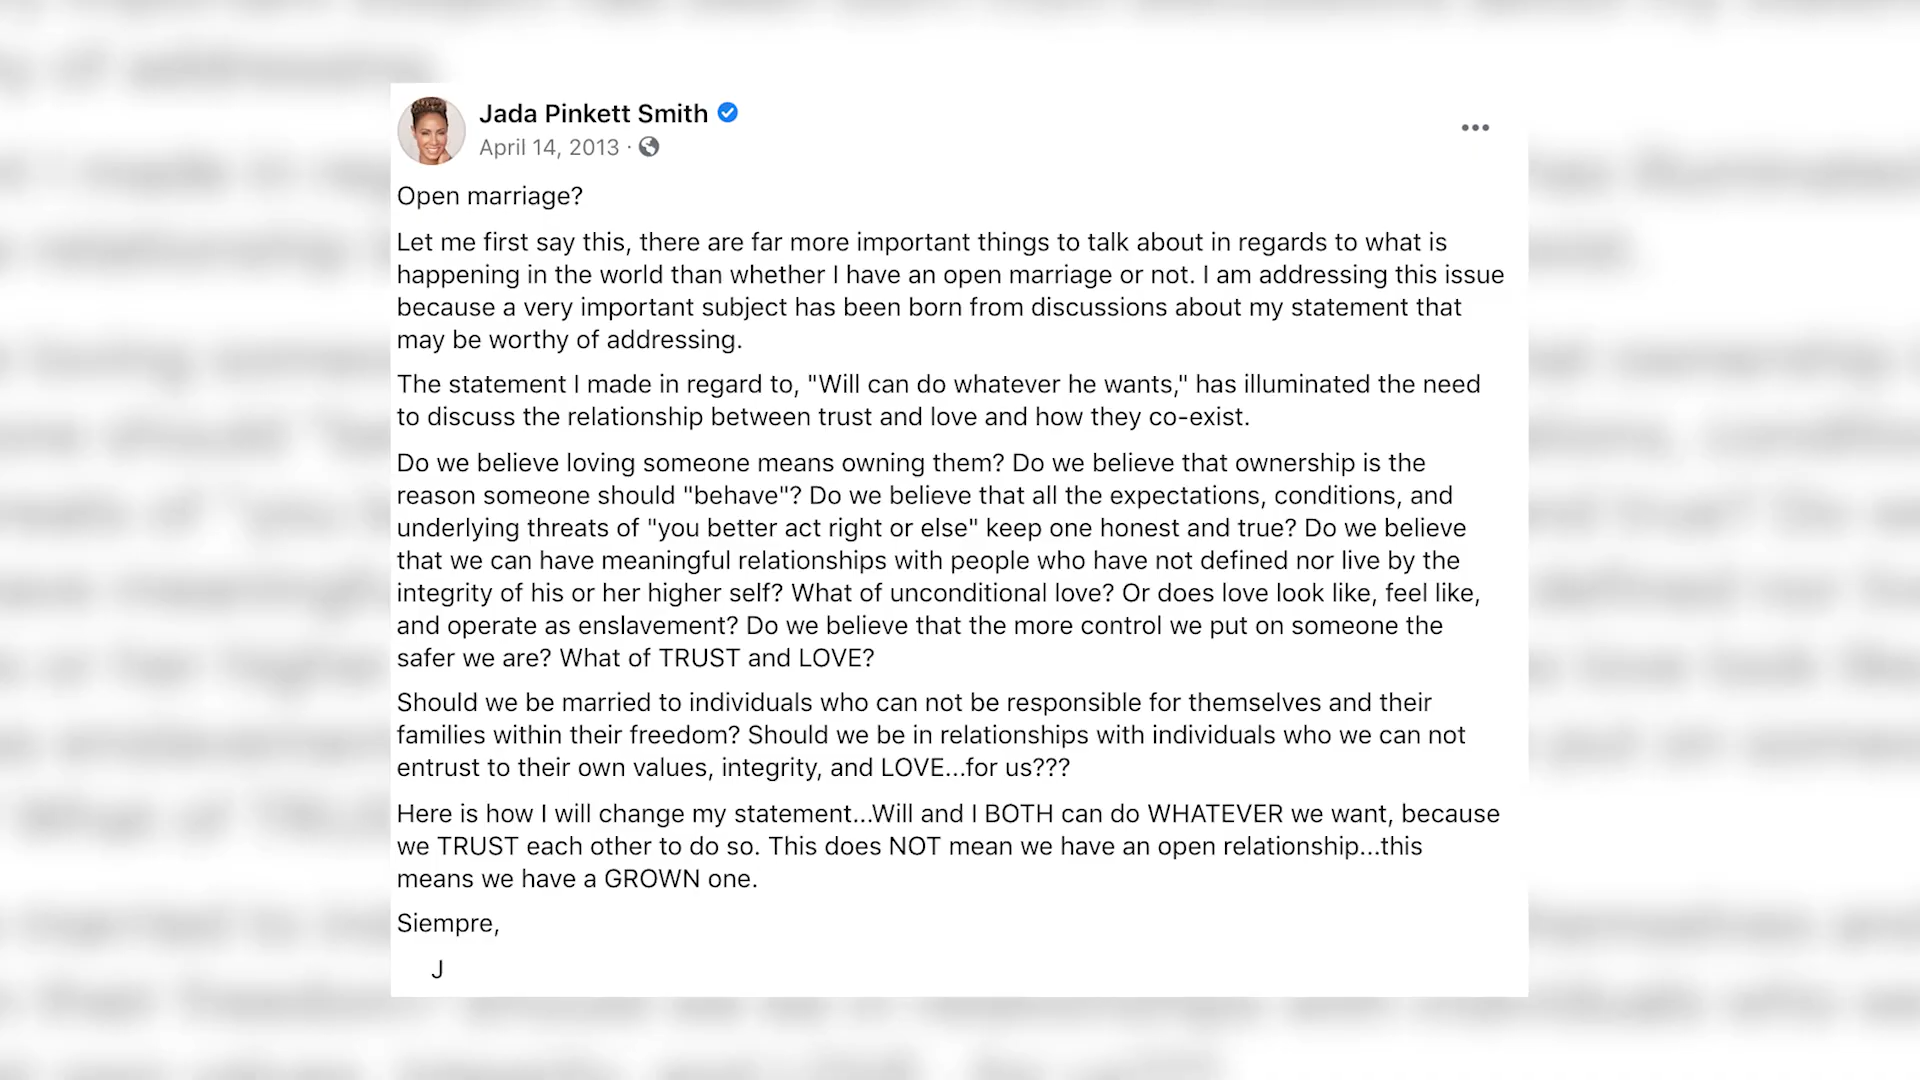 Jada Pinkett Smith
April 14, 2013 ·
Open marriage?
Let me first say this, there are far more important things to talk about in regards to what is
happening in the world than whether I have an open marriage or not. I am addressing this issue
because a very important subject has been born from discussions about my statement that
may be worthy of addressing.
The statement I made in regard to, "Will can do whatever he wants," has illuminated the need
to discuss the relationship between trust and love and how they co-exist.
Do we believe loving someone means owning them? Do we believe that ownership is the
reason someone should "behave"? Do we believe that all the expectations, conditions, and
underlying threats of "you better act right or else" keep one honest and true? Do we believe
that we can have meaningful relationships with people who have not defined nor live by the
integrity of his or her higher self? What of unconditional love? Or does love look like, feel like,
and operate as enslavement? Do we believe that the more control we put on someone the
safer we are? What of TRUST and LOVE?
Should we be married to individuals who can not be responsible for themselves and their
families within their freedom? Should we be in relationships with individuals who we can not
entrust to their own values, integrity, and LOVE...for us???
Here is how I will change my statement...Will and I BOTH can do WHATEVER we want, because
we TRUST each other to do so. This does NOT mean we have an open relationship...this
means we have a GROWN one.
Siempre,
J